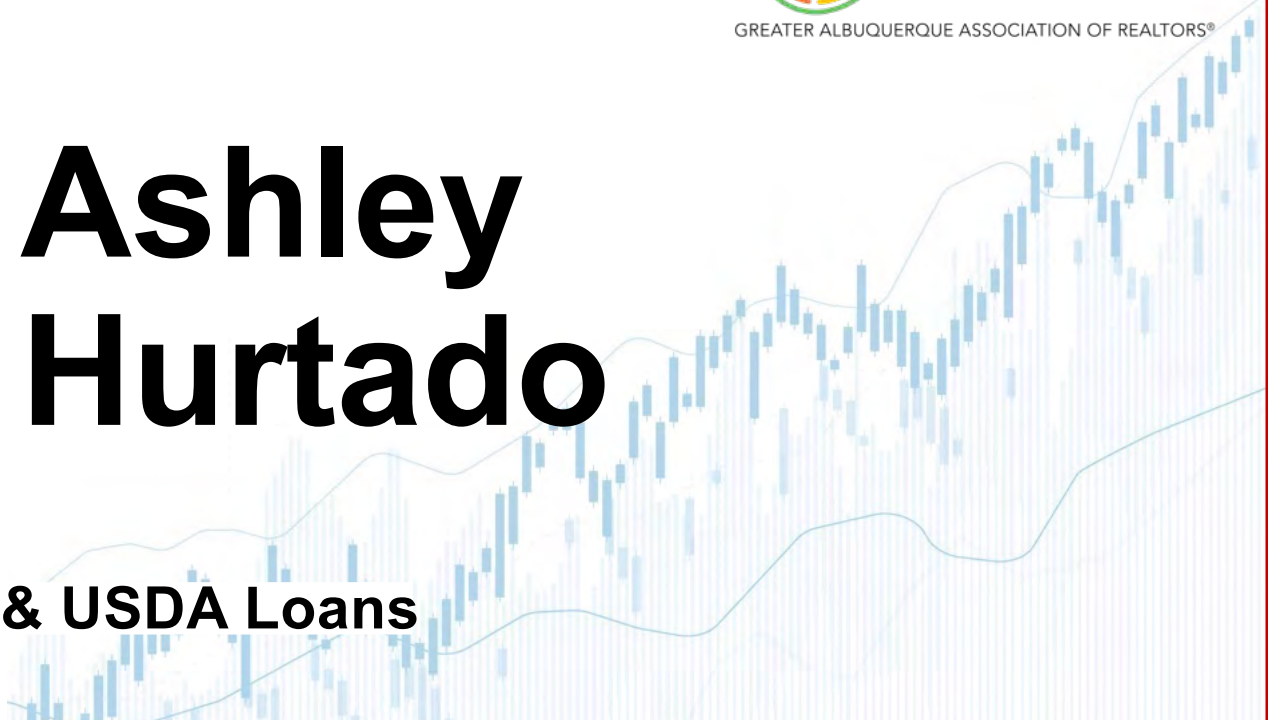 GREATER ALBUQUERQUE ASSOCIATION OF REALTORS®
Ashley
Hurtado
& USDA Loans